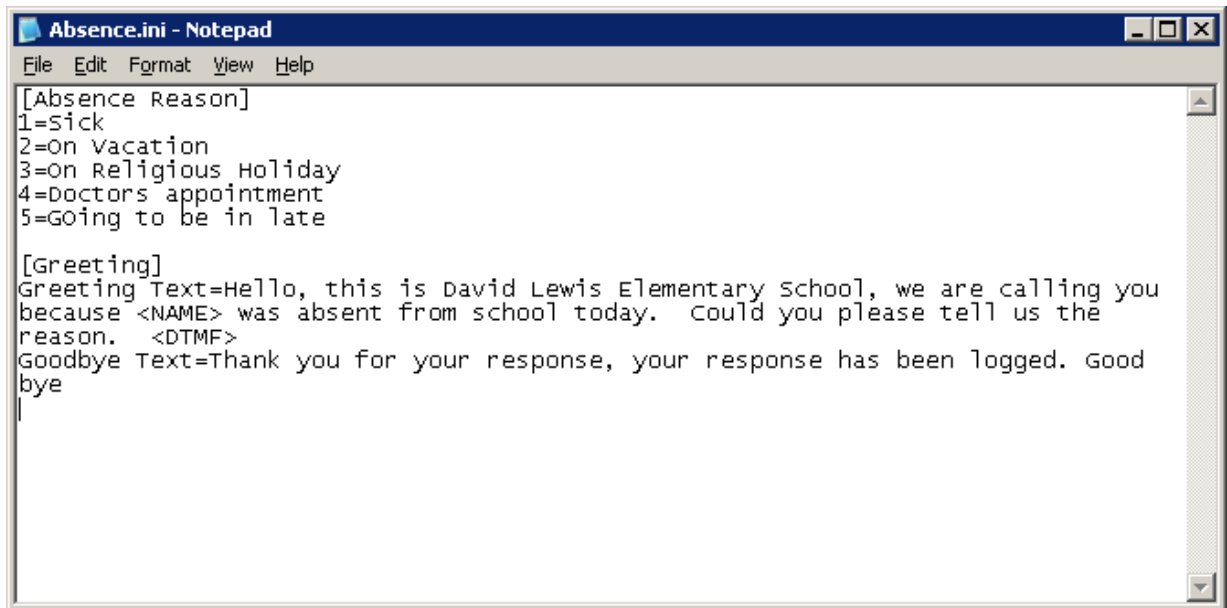 Absence.ini - Notepad
File Edit Format View Help
[Absence Reason]
1=Sick
2=On Vacation
3=On Religious Holiday
4=Doctors appointment
5=GOing to be in late
[Greeting]
Greeting Text=Hello, this is David Lewis Elementary School, we are calling you
because <NAME> was absent from school today.  Could you please tell us the
reason.  <DTMF>
Goodbye Text=Thank you for your response, your response has been logged. Good
bye